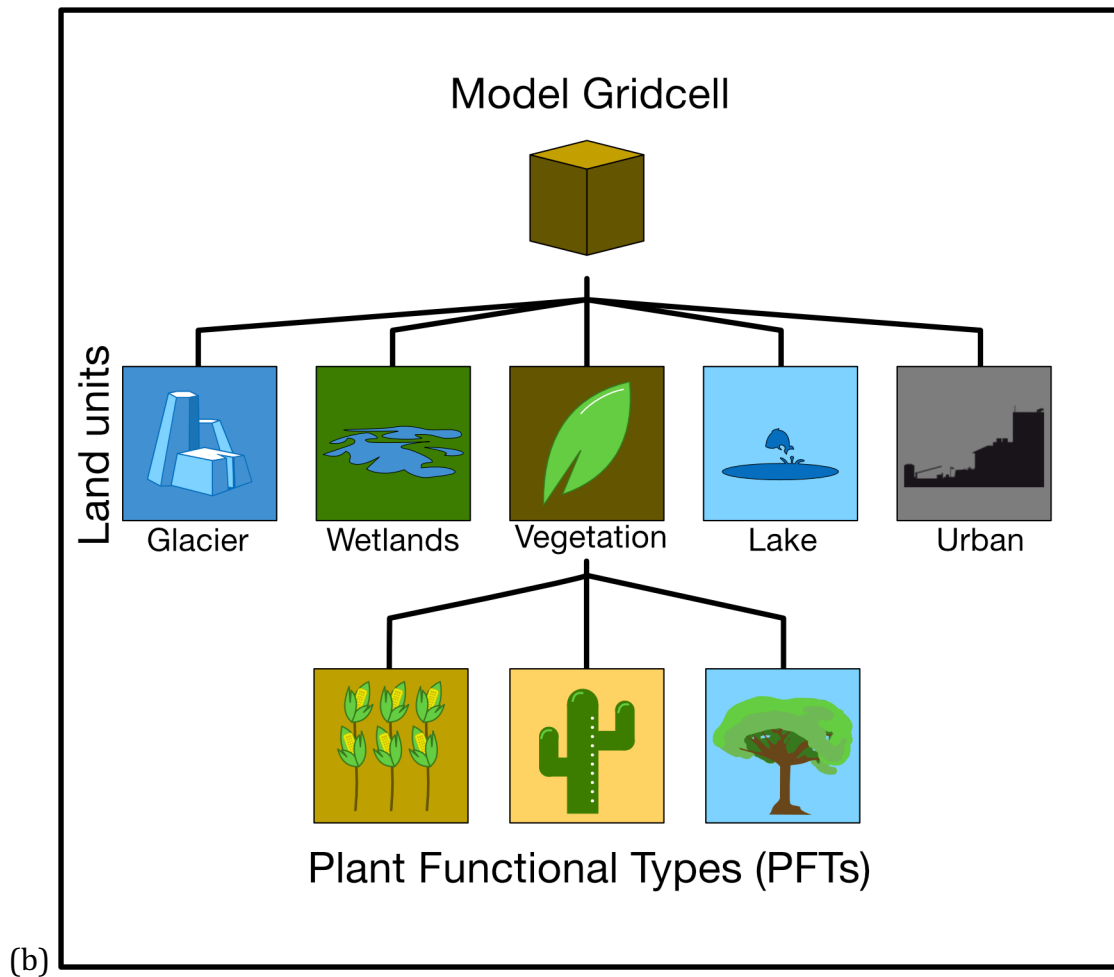 Model Gridcell
Land units
Glacier
Wetlands
Vegetation
Lake
Urban
Plant Functional Types (PFTs)
(b)